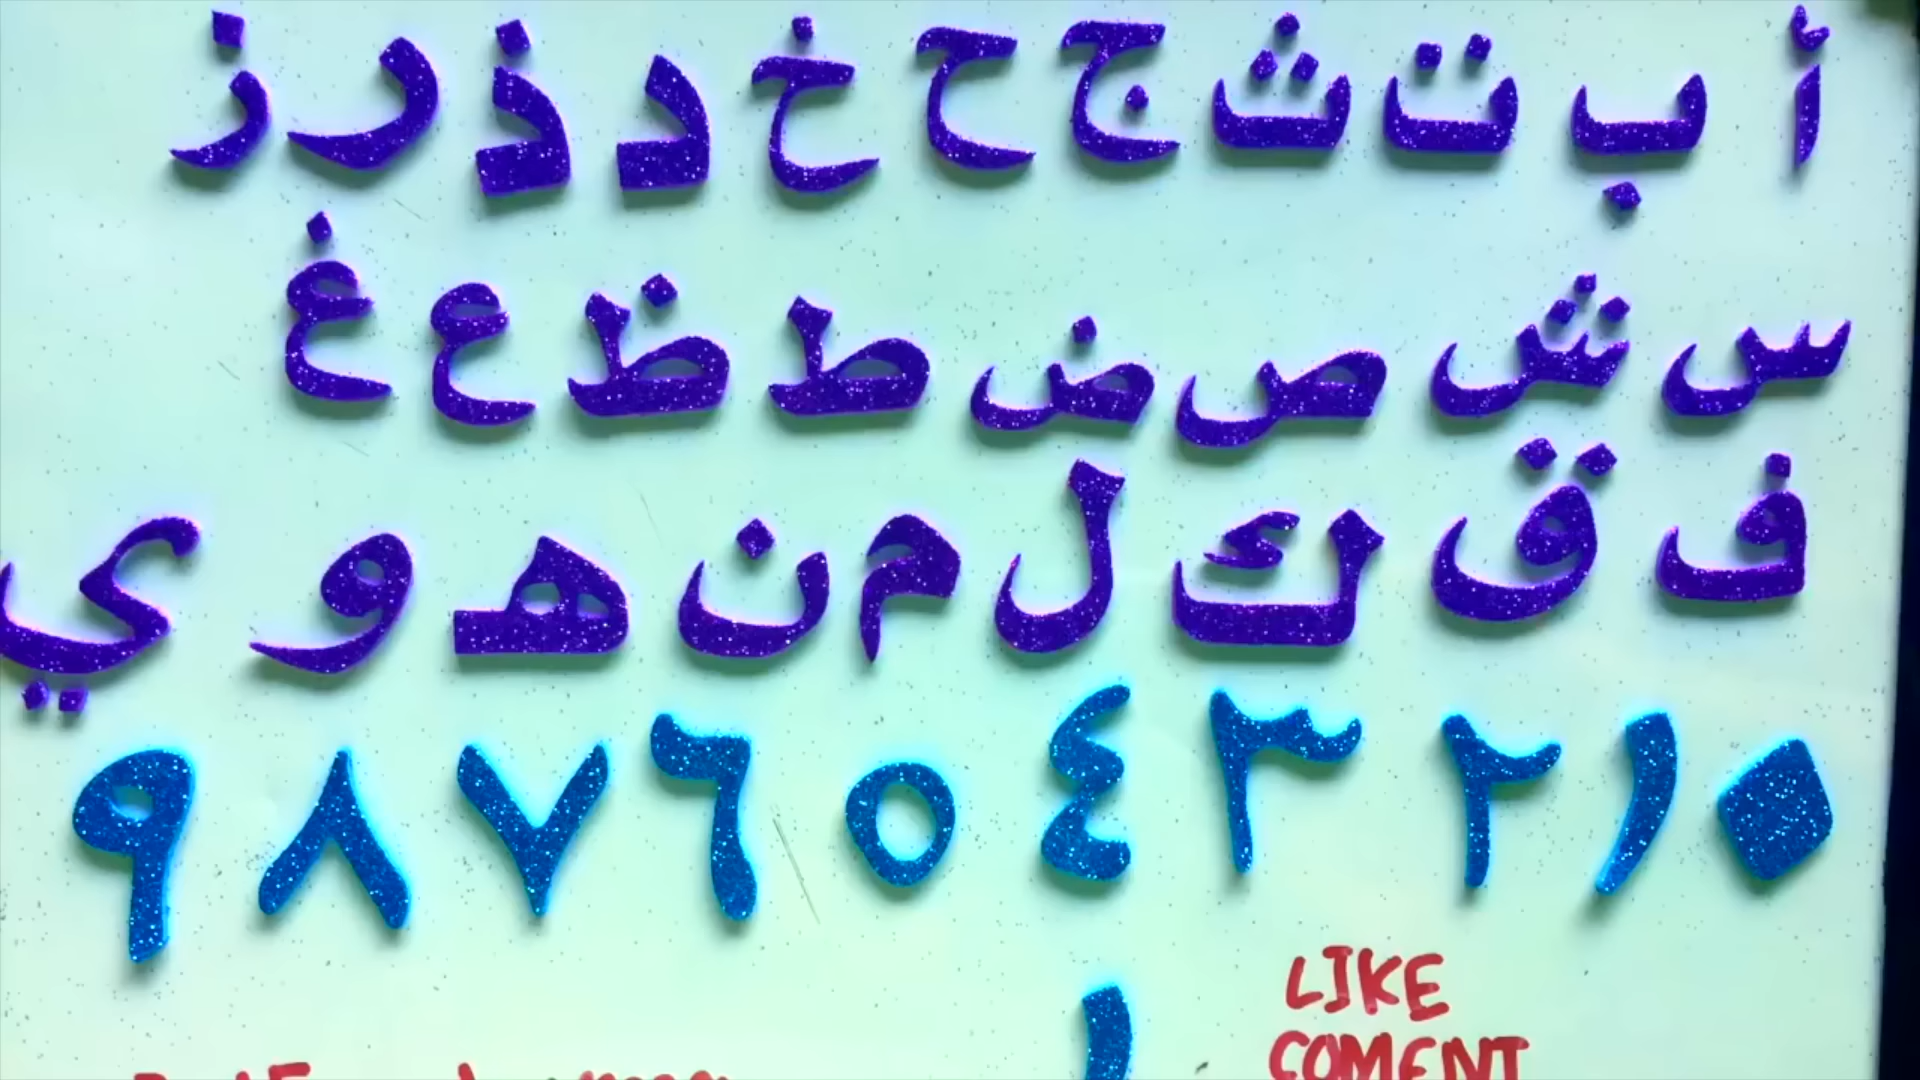 أ ب ت ث ج ح خ د ذ ر ز
س ش ص ض ط ظ ع غ
ف ق ك ل م ن ه و ي
٠ ١ ٢ ٣ ٤ ٥ ٦ ٧ ٨ ٩
LIKE
COMENT